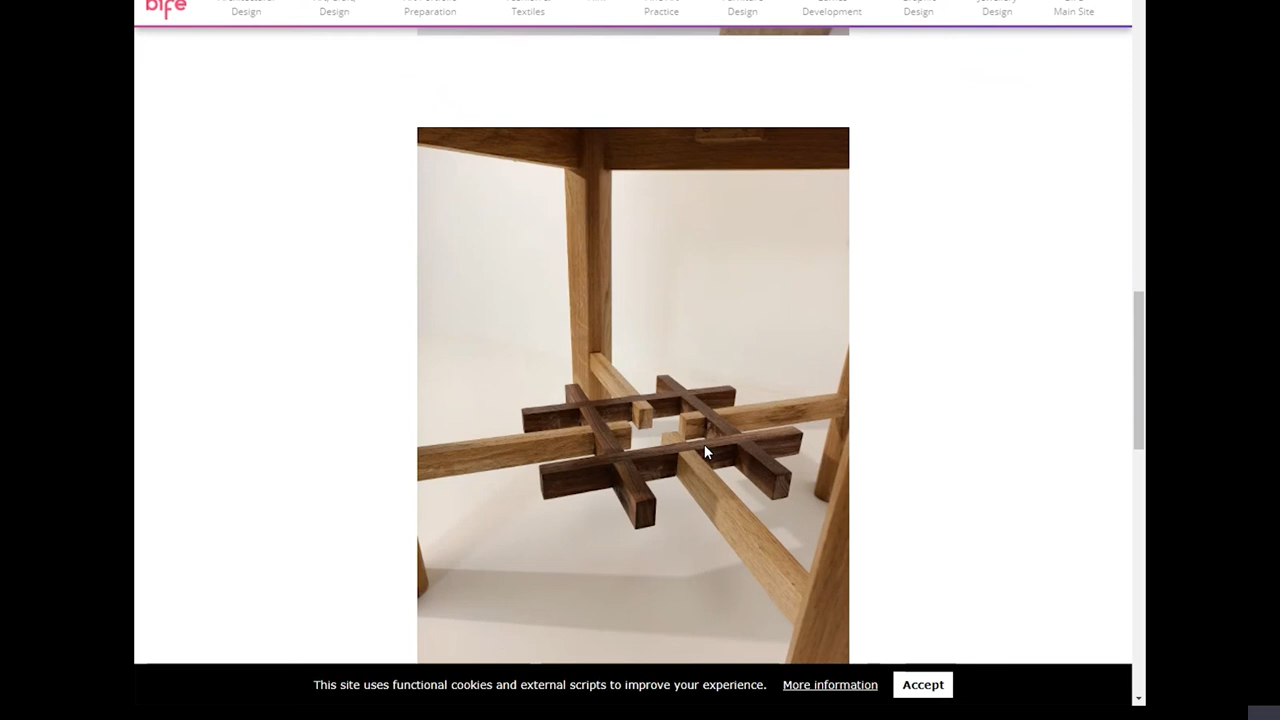 bife
Design
Design
Preparation
Textiles
Practice
Design
Development
Design
Design
Main Site
This site uses functional cookies and external scripts to improve your experience.
More information
Accept